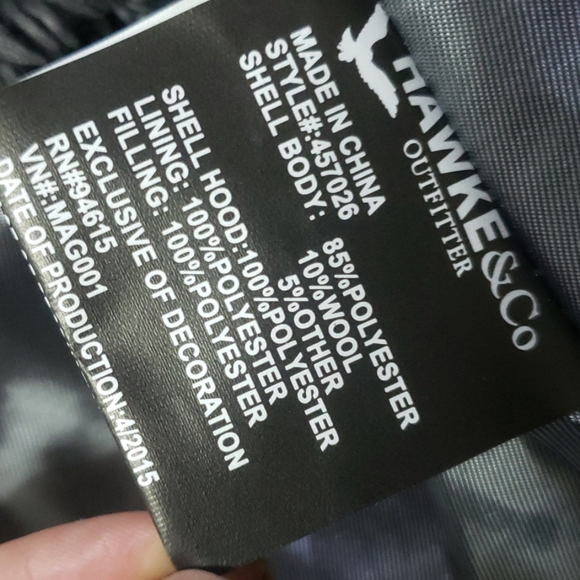 HAWKE & Co
OUTFITTER
MADE IN CHINA
STYLE#:457026
SHELL BODY: 85%POLYESTER
10%WOOL
5%OTHER
SHELL HOOD:100%POLYESTER
LINING: 100%POLYESTER
FILLING: 100%POLYESTER
EXCLUSIVE OF DECORATION
RN#94615
VN#:MAG001
DATE OF PRODUCTION:4/2015